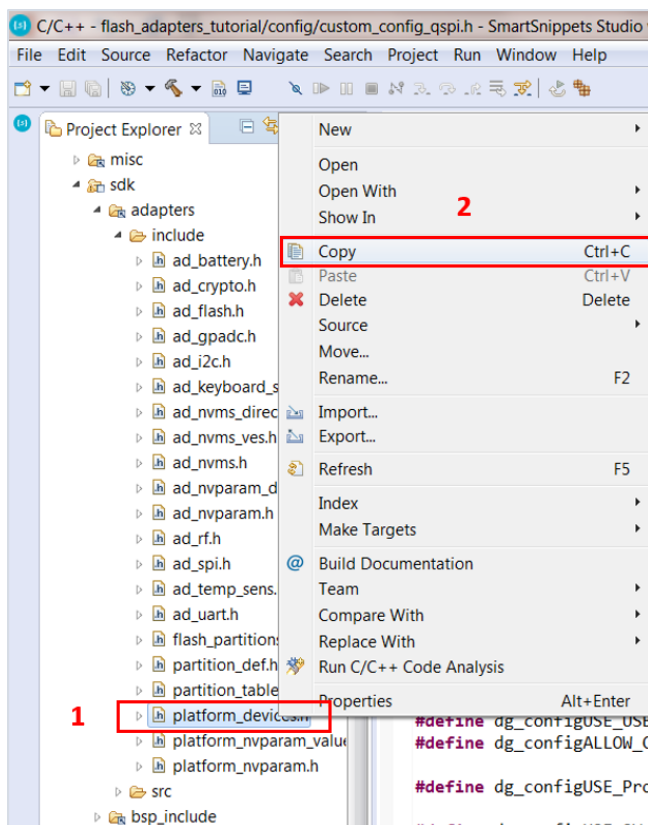 C/C++ - flash_adapters_tutorial/config/custom_config_qspi.h - SmartSnippets Studio
File Edit Source Refactor Navigate Search Project Run Window Help
Project Explorer
misc
sdk
adapters
include
ad_battery.h
ad_crypto.h
ad_flash.h
ad_gpadc.h
ad_i2c.h
ad_keyboard_s
ad_nvms_direc
ad_nvms_ves.h
ad_nvms.h
ad_nvparam_d
ad_nvparam.h
ad_rf.h
ad_spi.h
ad_temp_sens.
ad_uart.h
flash_partition
partition_def.h
partition_table
1
platform_devices.h
platform_nvparam_value
platform_nvparam.h
src
bsp_include
New
Open
Open With
Show In
2
Copy Ctrl+C
Paste Ctrl+V
Delete Delete
Source
Move...
Rename... F2
Import...
Export...
Refresh F5
Index
Make Targets
Build Documentation
Team
Compare With
Replace With
Run C/C++ Code Analysis
Properties Alt+Enter
#define dg_configUSE_USB
#define dg_configALLOW_
#define dg_configUSE_Pro